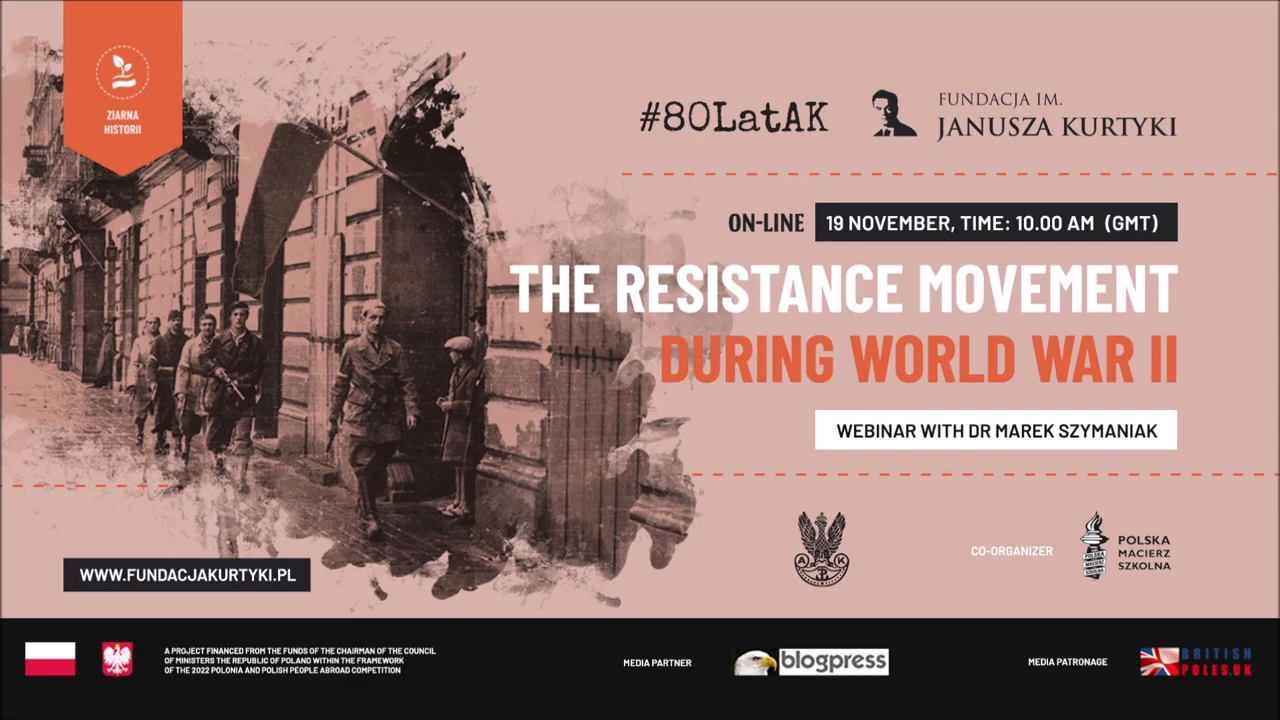 ZIARNA
HISTORII
#80LatAK
FUNDACJA IM.
JANUSZA KURTYKI
ON-LINE
19 NOVEMBER, TIME: 10.00 AM (GMT)
THE RESISTANCE MOVEMENT
DURING WORLD WAR II
WEBINAR WITH DR MAREK SZYMANIAK
A K
CO-ORGANIZER
POLSKA
MACIERZ
SZKOLNA
POLSKA
MACIERZ
SZKOLNA
WWW.FUNDACJAKURTYKI.PL
A PROJECT FINANCED FROM THE FUNDS OF THE CHAIRMAN OF THE COUNCIL
OF MINISTERS THE REPUBLIC OF POLAND WITHIN THE FRAMEWORK
OF THE 2022 POLONIA AND POLISH PEOPLE ABROAD COMPETITION
MEDIA PARTNER
blogpress
MEDIA PATRONAGE
BRITISH
POLES.UK